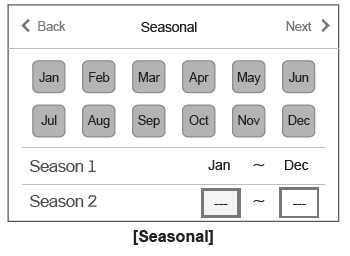 < Back Seasonal Next >
Jan Feb Mar Apr May Jun
Jul Aug Sep Oct Nov Dec
Season 1 Jan ~ Dec
Season 2 --- ~ ---
[Seasonal]